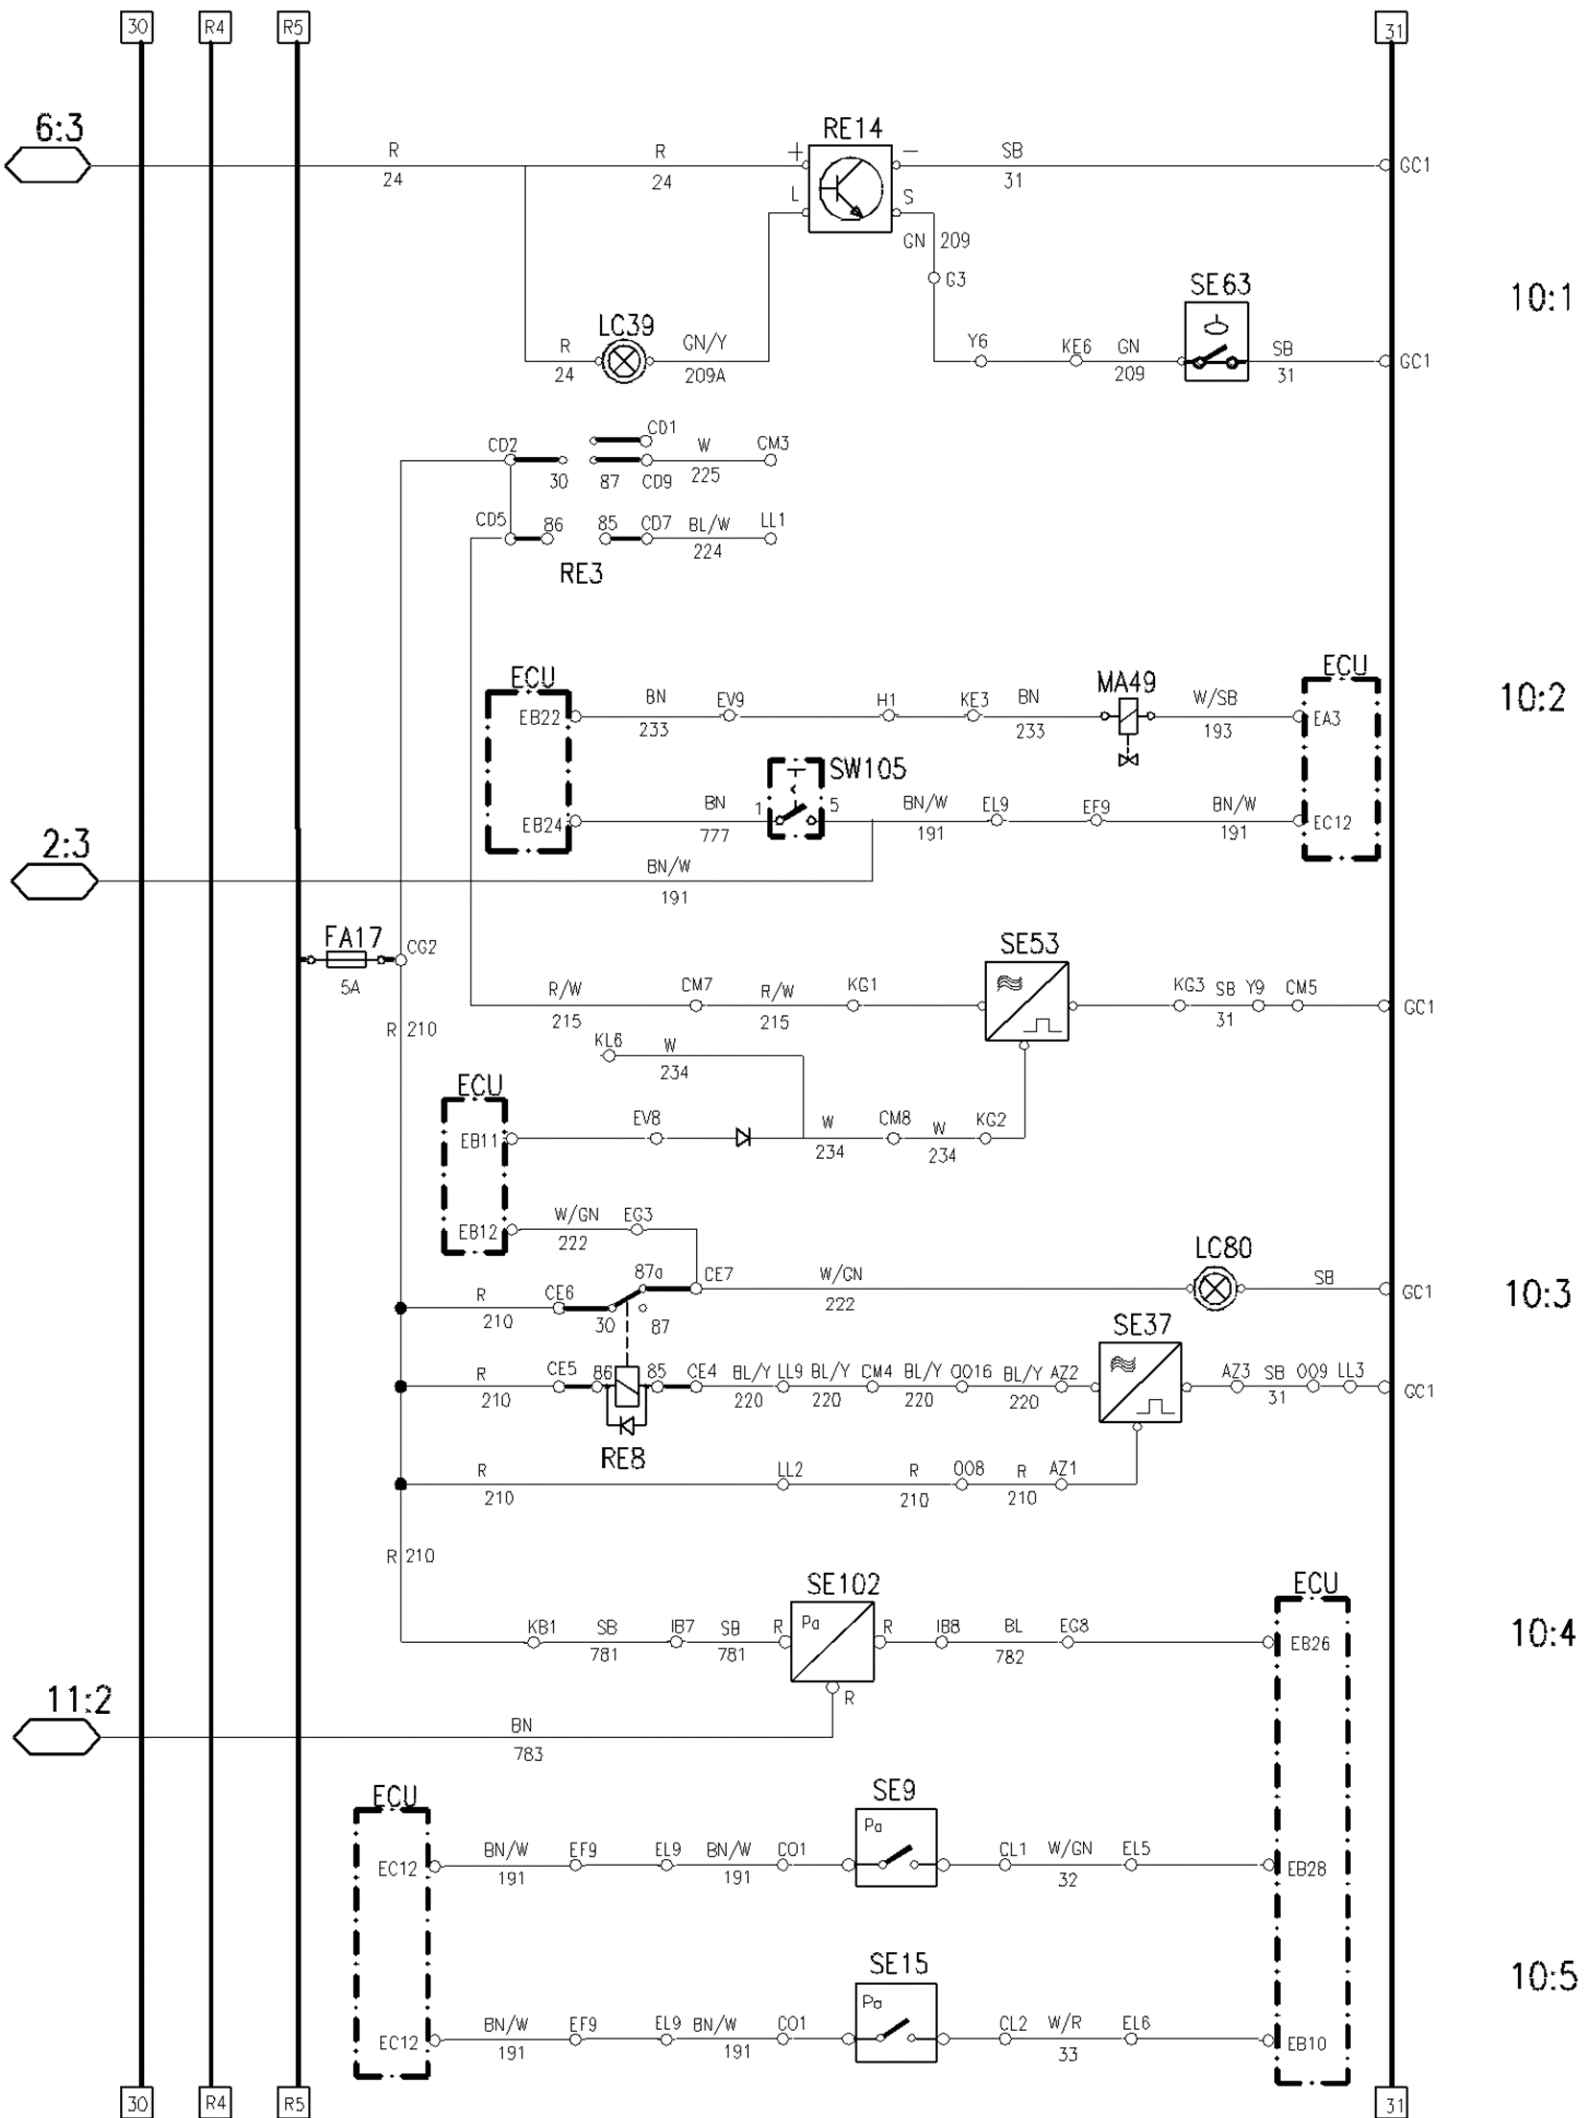 30 R4 R5 31
6:3
R 24
R 24
RE14
+ −
L S
SB 31
GC1
GN 209
G3
SE63
10:1
LC39
R 24
GN/Y 209A
Y6
KE6
GN 209
SB 31
GC1
CD1
CD2
30 87 CD9
W 225
CM3
CD5
86 85 CD7
BL/W 224
LL1
RE3
ECU
EB22
BN 233
EV9
H1
KE3
BN 233
MA49
W/SB 193
ECU
EA3
10:2
SW105
EB24
BN 777
1 5
BN/W 191
EL9
EF9
BN/W 191
EC12
2:3
BN/W 191
FA17
5A
CG2
SE53
R/W 215
CM7
R/W 215
KG1
KG3
SB 31
Y9
CM5
GC1
R 210
KL6
W 234
ECU
EB11
EV8
W 234
CM8
W 234
KG2
EB12
W/GN 222
EG3
LC80
R 210
CE6
87a
30 87
CE7
W/GN 222
SB
GC1
10:3
SE37
R 210
CE5
86 85
CE4
BL/Y 220
LL9
BL/Y 220
CM4
BL/Y 220
OO16
BL/Y 220
AZ2
AZ3
SB 31
OO9
LL3
GC1
RE8
R 210
LL2
R 210
OO8
R 210
AZ1
R 210
SE102
ECU
KB1
SB 781
IB7
SB 781
R
Pa
R
IB8
BL 782
EG8
EB26
10:4
R
11:2
BN 783
ECU
SE9
Pa
EC12
BN/W 191
EF9
EL9
BN/W 191
CO1
CL1
W/GN 32
EL5
EB28
SE15
Pa
10:5
EC12
BN/W 191
EF9
EL9
BN/W 191
CO1
CL2
W/R 33
EL6
EB10
30 R4 R5 31